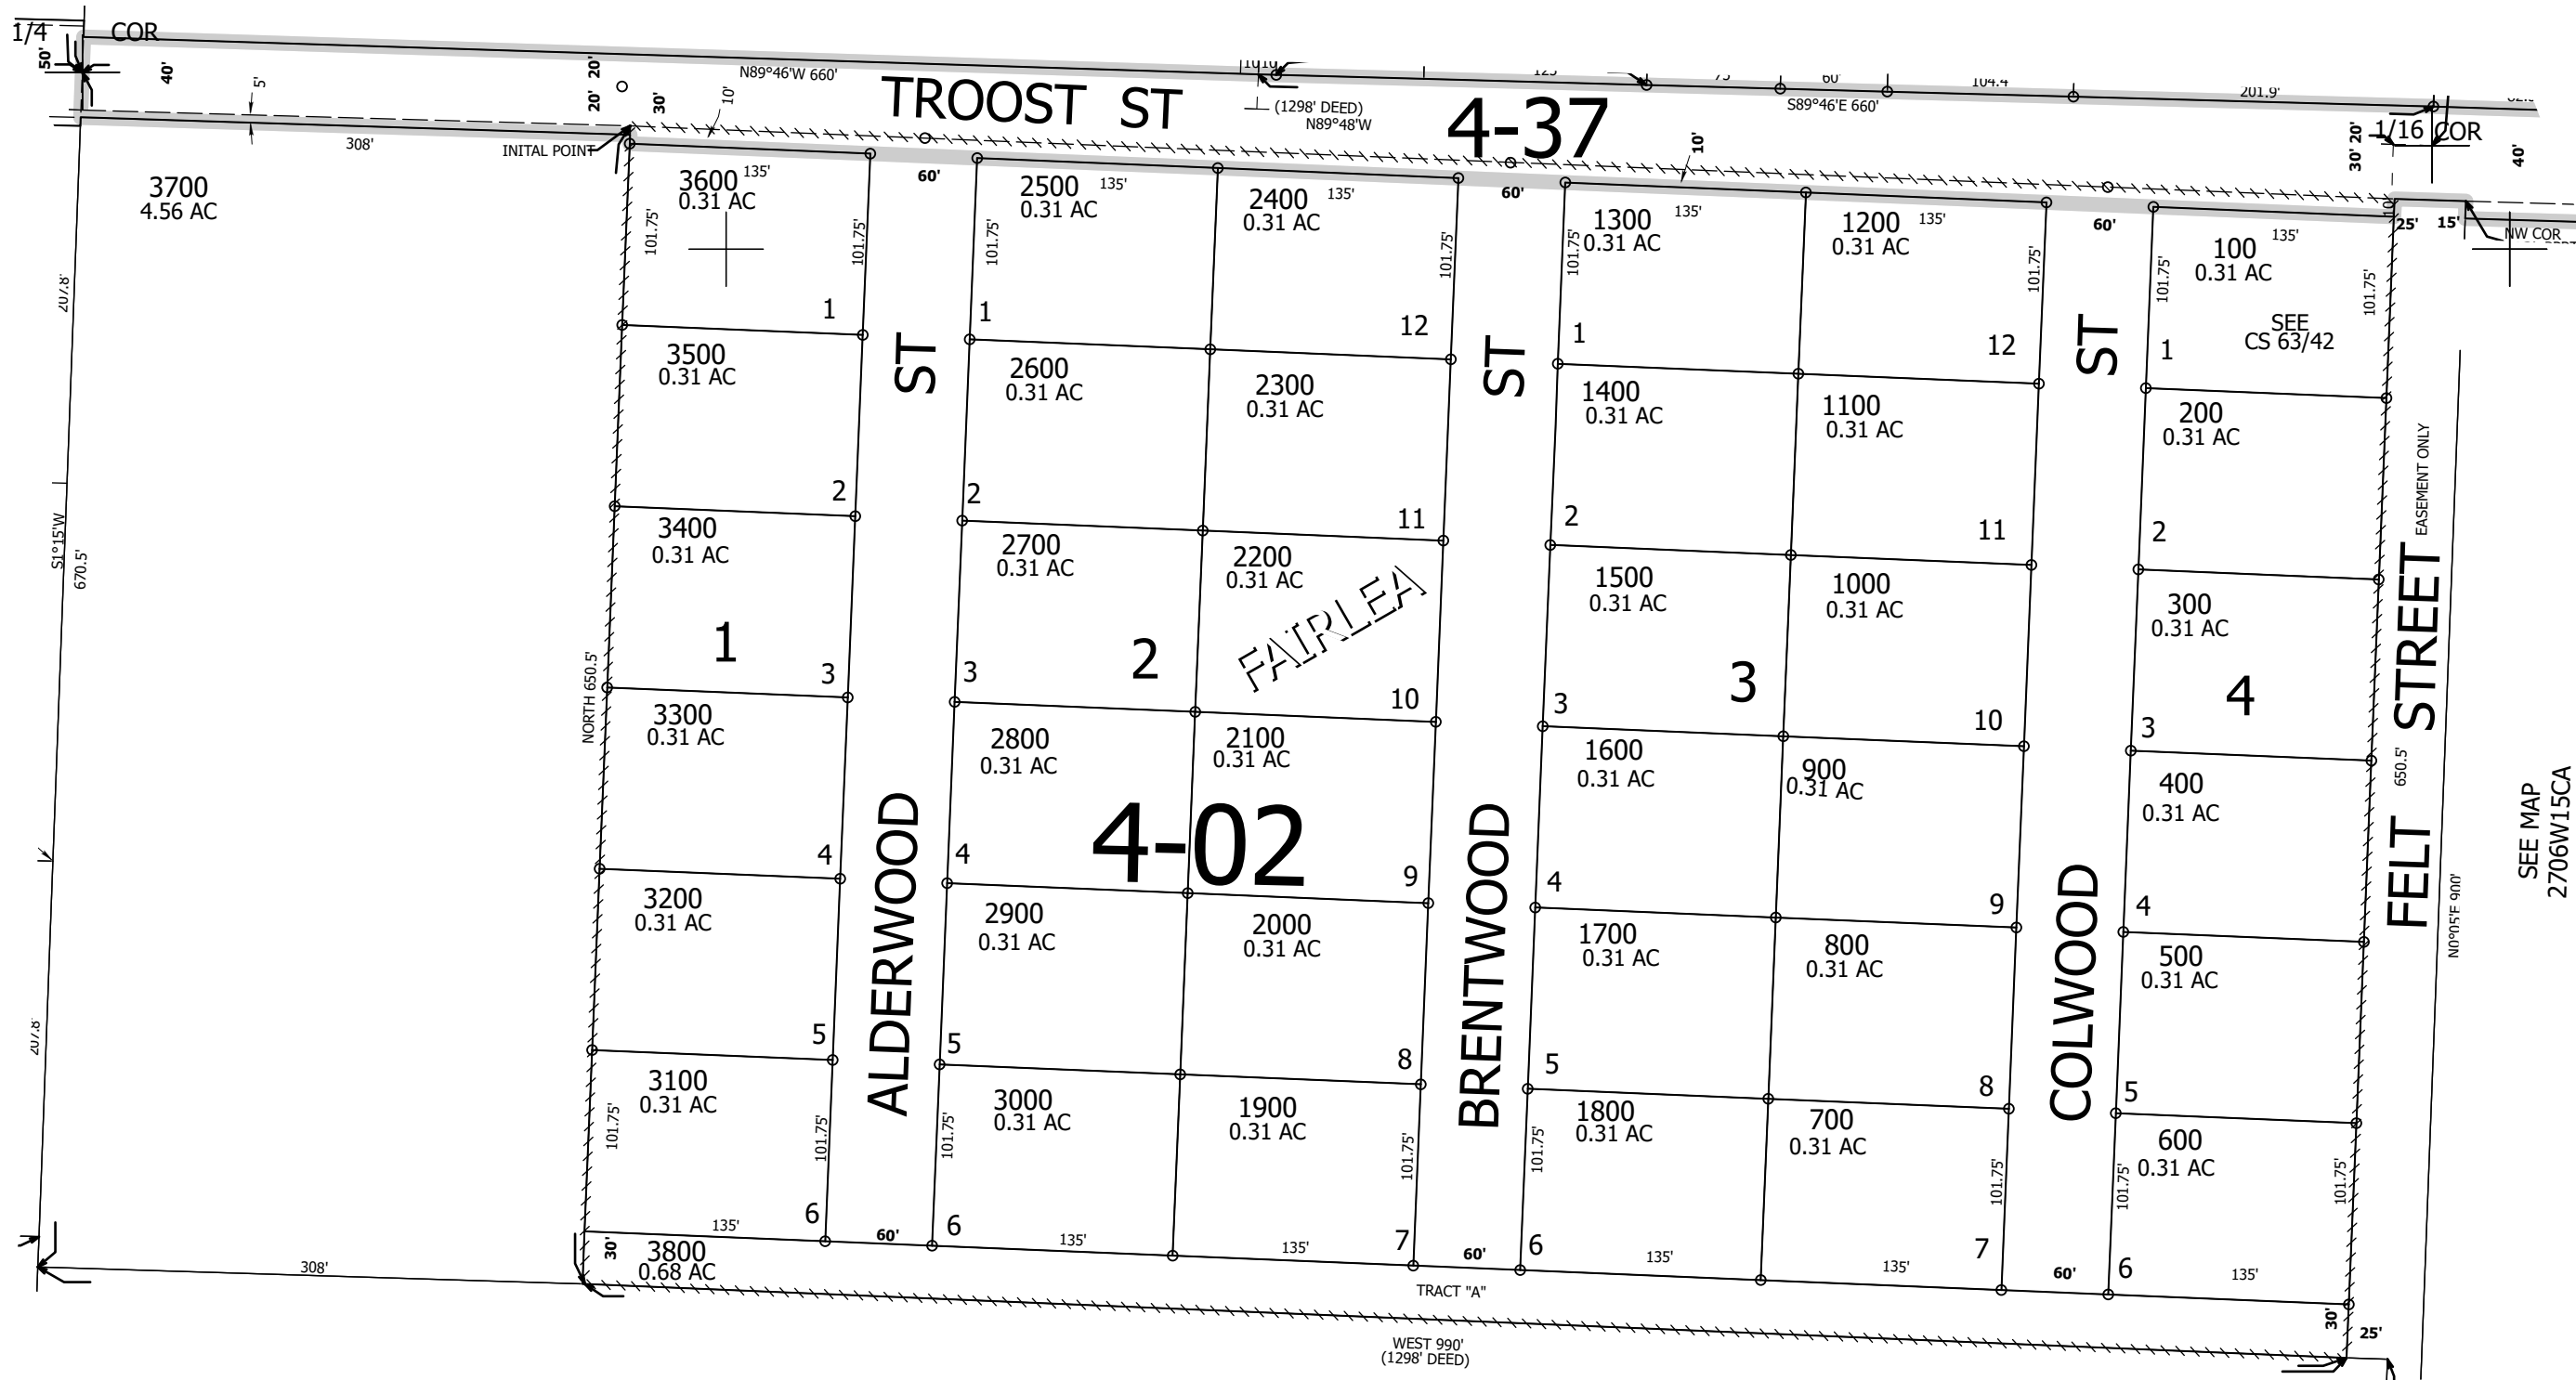 1/4 COR
50'
40'
5'
308'
20'
20'
30'
10'
N89°46'W 660'
TROOST ST
1010
(1298' DEED)
N89°48'W
4-37
125
75
60'
S89°46'E 660'
104.4
201.9'
10'
1/16 COR
30' 20'
40'
10
25' 15'
NW COR
INITAL POINT
3700
4.56 AC
207.8'
S1°15'W
670.5'
207.8'
308'
NORTH 650.5'
3600 135'
0.31 AC
101.75'
101.75'
1
3500
0.31 AC
2
3400
0.31 AC
1
3
3300
0.31 AC
4
3200
0.31 AC
5
3100
0.31 AC
101.75'
101.75'
135'
6
30'
3800
0.68 AC
60'
ALDERWOOD ST
60'
2500 135'
0.31 AC
101.75'
1
2600
0.31 AC
2
2700
0.31 AC
3
2800
0.31 AC
4
2900
0.31 AC
5
3000
0.31 AC
101.75'
6
135'
2
4-02
FAIRLEA
2400 135'
0.31 AC
101.75'
12
2300
0.31 AC
11
2200
0.31 AC
10
2100
0.31 AC
9
2000
0.31 AC
8
1900
0.31 AC
101.75'
135'
7
60'
BRENTWOOD ST
60'
1300 135'
0.31 AC
101.75'
1
1400
0.31 AC
2
1500
0.31 AC
3
1600
0.31 AC
4
1700
0.31 AC
5
1800
0.31 AC
101.75'
6
135'
3
1200 135'
0.31 AC
101.75'
12
1100
0.31 AC
11
1000
0.31 AC
10
900
0.31 AC
9
800
0.31 AC
8
700
0.31 AC
101.75'
135'
7
60'
COLWOOD ST
60'
100 135'
0.31 AC
101.75'
101.75'
SEE
CS 63/42
1
200
0.31 AC
2
300
0.31 AC
4
3
400
0.31 AC
4
500
0.31 AC
5
600
0.31 AC
101.75'
101.75'
6
135'
30'
25'
FELT STREET
EASEMENT ONLY
650.5'
N0°05'E 900'
SEE MAP
2706W15CA
TRACT "A"
WEST 990'
(1298' DEED)